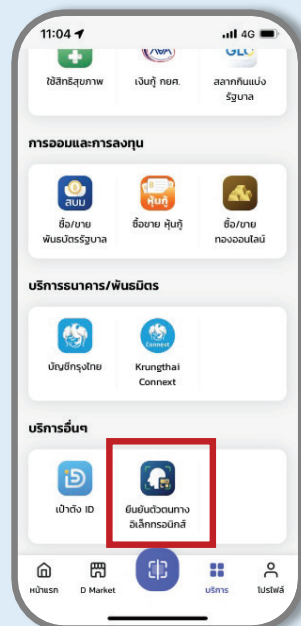 11:04
4G
GLO
ใช้สิทธิสุขภาพ
เงินกู้ กยศ.
สลากกินแบ่ง
รัฐบาล
การออมและการลงทุน
สบม
หุ้นกู้
ซื้อ/ขาย
พันธบัตรรัฐบาล
ซื้อขาย หุ้นกู้
ซื้อ/ขาย
ทองออนไลน์
บริการธนาคาร/พันธมิตร
Connext
บัญชีกรุงไทย
Krungthai
Connext
บริการอื่นๆ
iD
เป๋าตัง ID
ยืนยันตัวตนทาง
อิเล็กทรอนิกส์
หน้าแรก
D Market
บริการ
โปรไฟล์